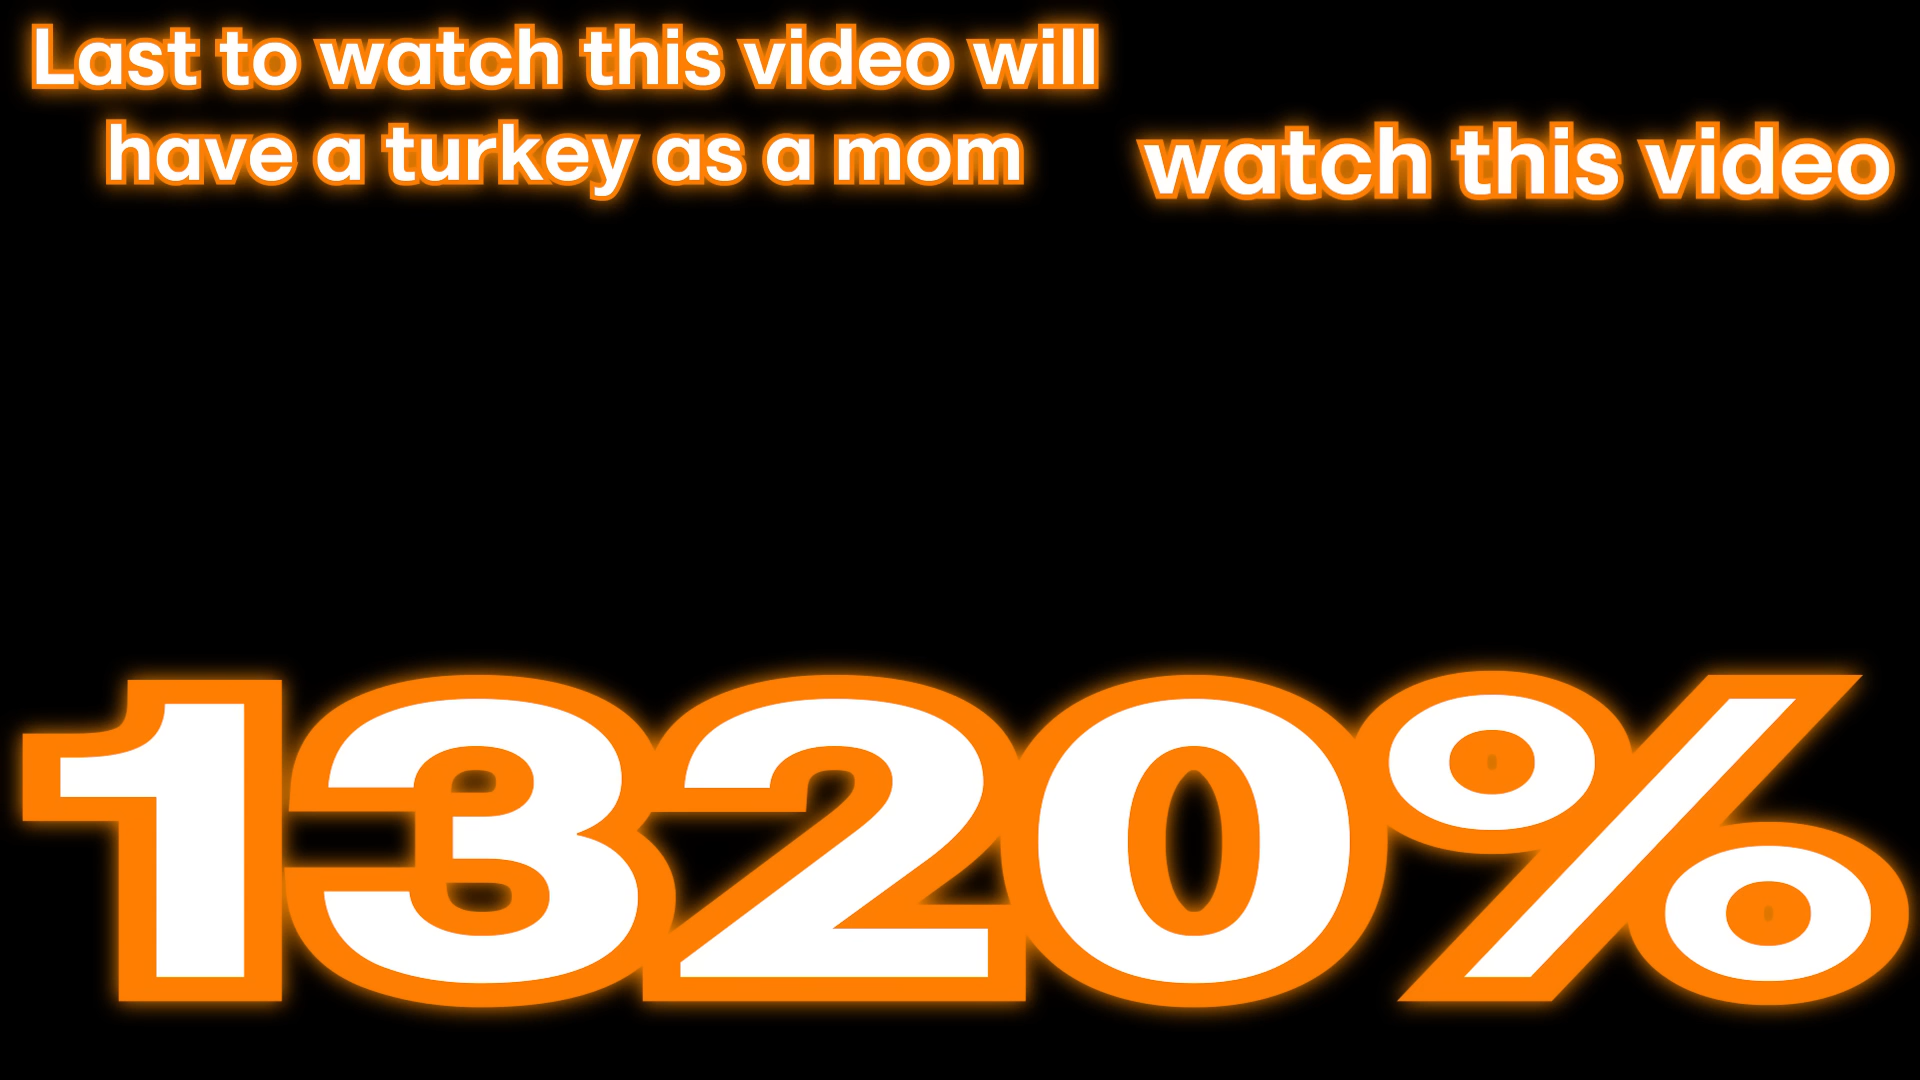 Last to watch this video will
have a turkey as a mom
watch this video
1320%